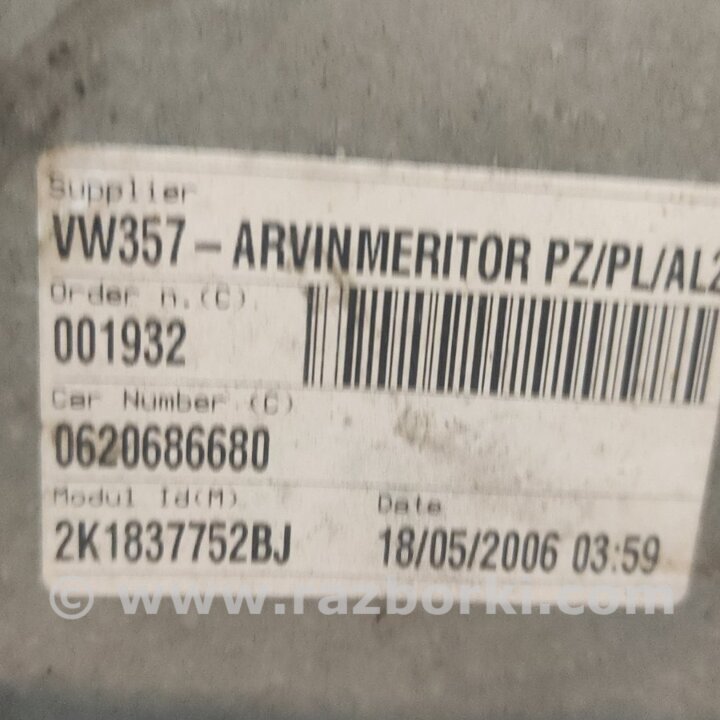 Supplier
VW357-ARVINMERITOR PZ/PL/AL2
Order n.(C).
001932
Car Number.(C)
0620686680
Modul Id(M). Date
2K1837752BJ 18/05/2006 03:59
© www.razborki.com